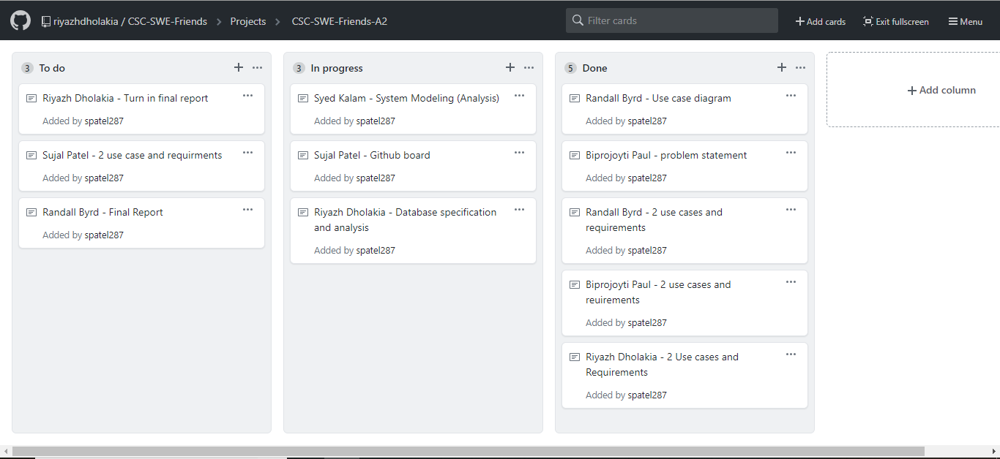 riyazhdholakia / CSC-SWE-Friends Projects CSC-SWE-Friends-A2 Filter cards Add cards Exit fullscreen Menu
3 To do
Riyazh Dholakia - Turn in final report
Added by spatel287
Sujal Patel - 2 use case and requirments
Added by spatel287
Randall Byrd - Final Report
Added by spatel287
3 In progress
Syed Kalam - System Modeling (Analysis)
Added by spatel287
Sujal Patel - Github board
Added by spatel287
Riyazh Dholakia - Database specification
and analysis
Added by spatel287
5 Done
Randall Byrd - Use case diagram
Added by spatel287
Biprojoyti Paul - problem statement
Added by spatel287
Randall Byrd - 2 use cases and
requirements
Added by spatel287
Biprojoyti Paul - 2 use cases and
reuirements
Added by spatel287
Riyazh Dholakia - 2 Use cases and
Requirements
Added by spatel287
Add column